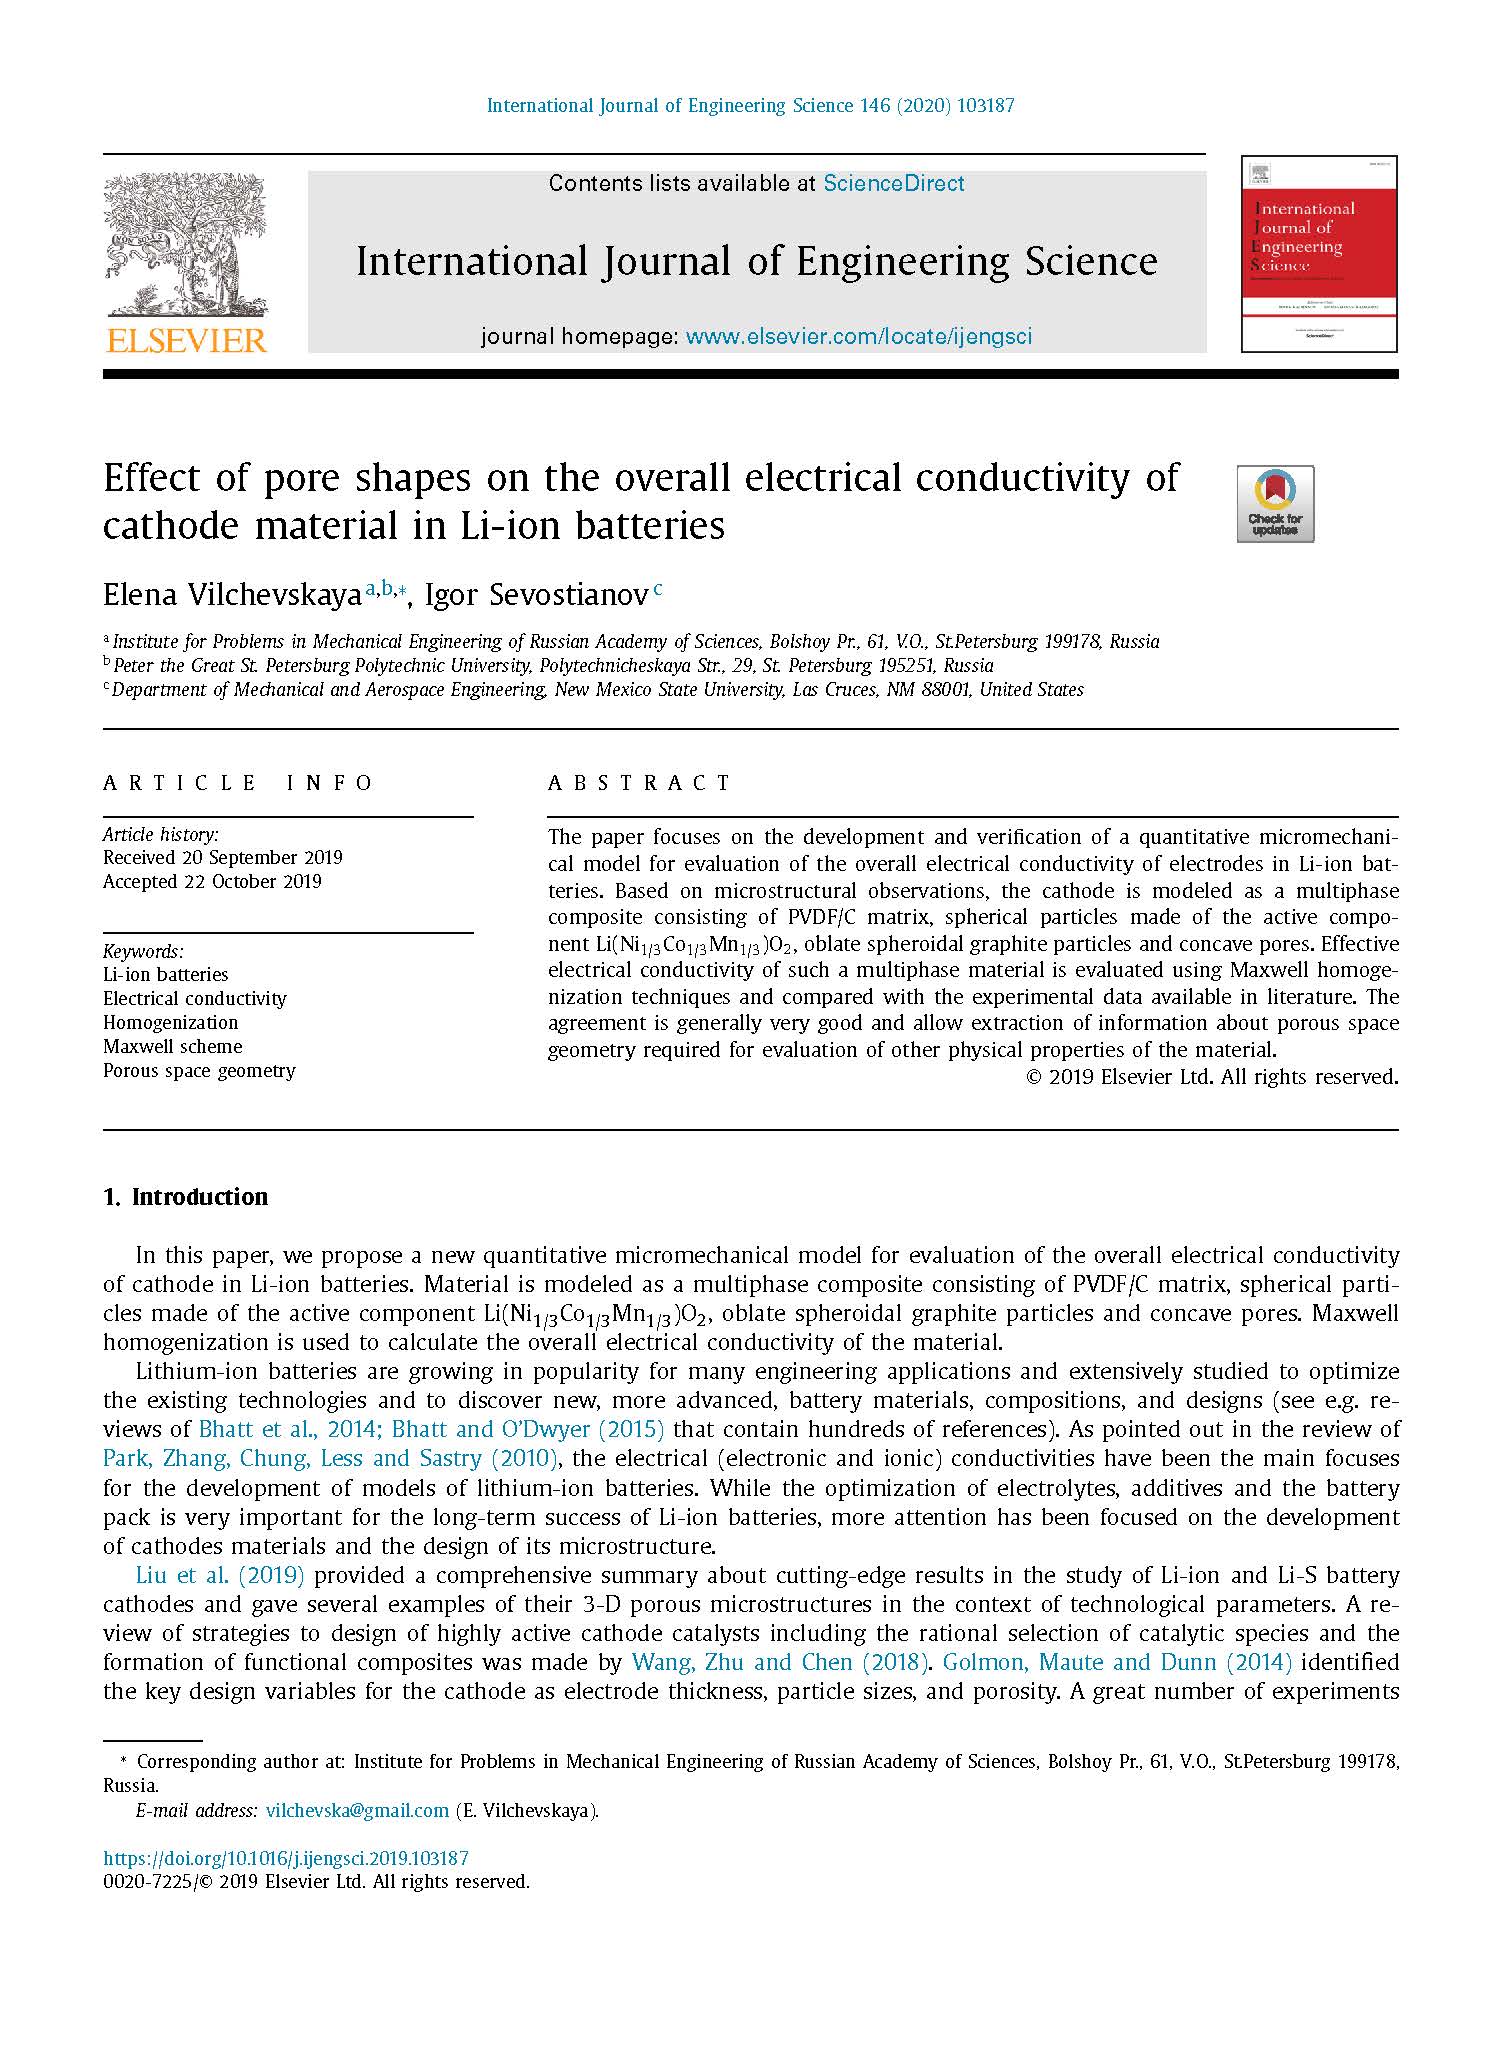 International Journal of Engineering Science 146 (2020) 103187
Contents lists available at ScienceDirect
International Journal of Engineering Science
journal homepage: www.elsevier.com/locate/ijengsci
ELSEVIER
International
Journal of
Engineering
Science
Effect of pore shapes on the overall electrical conductivity of
cathode material in Li-ion batteries
Check for
updates
Elena Vilchevskaya a,b,*, Igor Sevostianov c
a Institute for Problems in Mechanical Engineering of Russian Academy of Sciences, Bolshoy Pr., 61, V.O., St.Petersburg 199178, Russia
b Peter the Great St. Petersburg Polytechnic University, Polytechnicheskaya Str., 29, St. Petersburg 195251, Russia
c Department of Mechanical and Aerospace Engineering, New Mexico State University, Las Cruces, NM 88001, United States
ARTICLE INFO
Article history:
Received 20 September 2019
Accepted 22 October 2019
Keywords:
Li-ion batteries
Electrical conductivity
Homogenization
Maxwell scheme
Porous space geometry
ABSTRACT
The paper focuses on the development and verification of a quantitative micromechani-
cal model for evaluation of the overall electrical conductivity of electrodes in Li-ion bat-
teries. Based on microstructural observations, the cathode is modeled as a multiphase
composite consisting of PVDF/C matrix, spherical particles made of the active compo-
nent Li(Ni1/3Co1/3Mn1/3)O2, oblate spheroidal graphite particles and concave pores. Effective
electrical conductivity of such a multiphase material is evaluated using Maxwell homoge-
nization techniques and compared with the experimental data available in literature. The
agreement is generally very good and allow extraction of information about porous space
geometry required for evaluation of other physical properties of the material.
© 2019 Elsevier Ltd. All rights reserved.
1. Introduction
In this paper, we propose a new quantitative micromechanical model for evaluation of the overall electrical conductivity
of cathode in Li-ion batteries. Material is modeled as a multiphase composite consisting of PVDF/C matrix, spherical parti-
cles made of the active component Li(Ni1/3Co1/3Mn1/3)O2, oblate spheroidal graphite particles and concave pores. Maxwell
homogenization is used to calculate the overall electrical conductivity of the material.
Lithium-ion batteries are growing in popularity for many engineering applications and extensively studied to optimize
the existing technologies and to discover new, more advanced, battery materials, compositions, and designs (see e.g. re-
views of Bhatt et al., 2014; Bhatt and O'Dwyer (2015) that contain hundreds of references). As pointed out in the review of
Park, Zhang, Chung, Less and Sastry (2010), the electrical (electronic and ionic) conductivities have been the main focuses
for the development of models of lithium-ion batteries. While the optimization of electrolytes, additives and the battery
pack is very important for the long-term success of Li-ion batteries, more attention has been focused on the development
of cathodes materials and the design of its microstructure.
Liu et al. (2019) provided a comprehensive summary about cutting-edge results in the study of Li-ion and Li-S battery
cathodes and gave several examples of their 3-D porous microstructures in the context of technological parameters. A re-
view of strategies to design of highly active cathode catalysts including the rational selection of catalytic species and the
formation of functional composites was made by Wang, Zhu and Chen (2018). Golmon, Maute and Dunn (2014) identified
the key design variables for the cathode as electrode thickness, particle sizes, and porosity. A great number of experiments
* Corresponding author at: Institute for Problems in Mechanical Engineering of Russian Academy of Sciences, Bolshoy Pr., 61, V.O., St.Petersburg 199178,
Russia.
E-mail address: vilchevska@gmail.com (E. Vilchevskaya).
https://doi.org/10.1016/j.ijengsci.2019.103187
0020-7225/© 2019 Elsevier Ltd. All rights reserved.